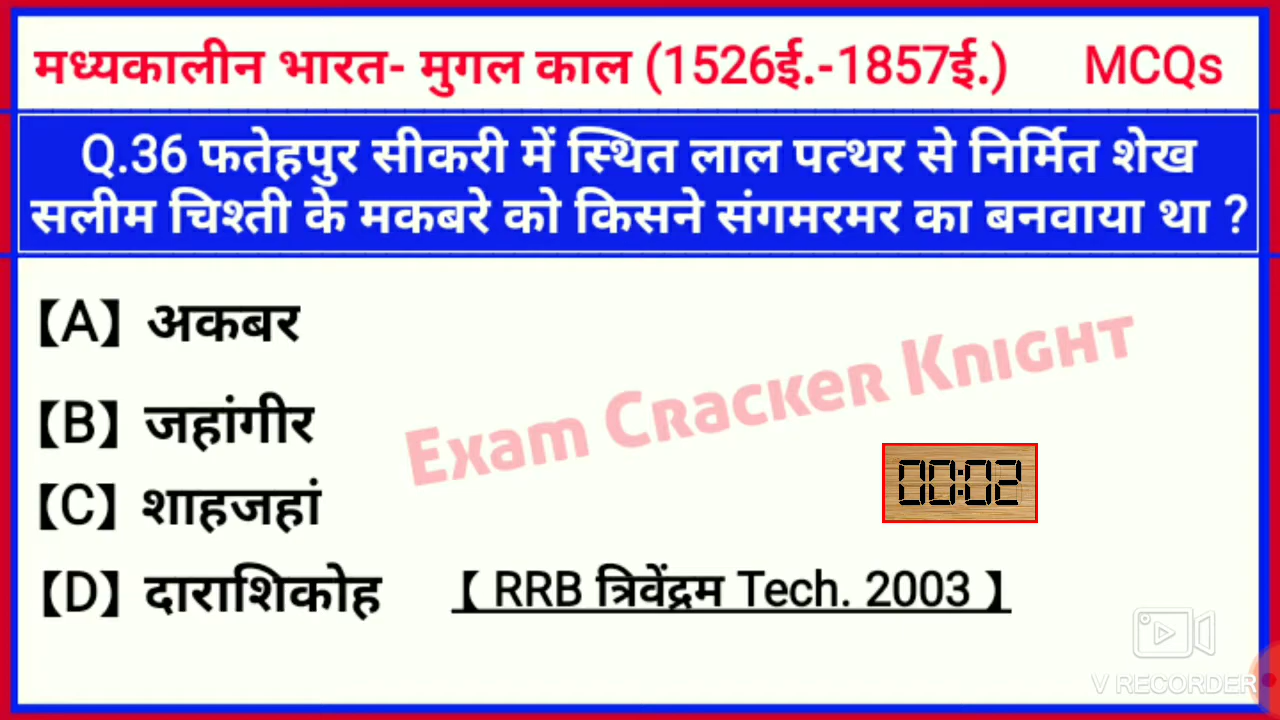 मध्यकालीन भारत- मुगल काल (1526ई.-1857ई.) MCQs
Q.36 फतेहपुर सीकरी में स्थित लाल पत्थर से निर्मित शेख
सलीम चिश्ती के मकबरे को किसने संगमरमर का बनवाया था ?
【A】 अकबर
Exam Cracker Knight
【B】 जहांगीर
00:02
【C】 शाहजहां
【D】 दाराशिकोह 【 RRB त्रिवेंद्रम Tech. 2003 】
V RECORDER